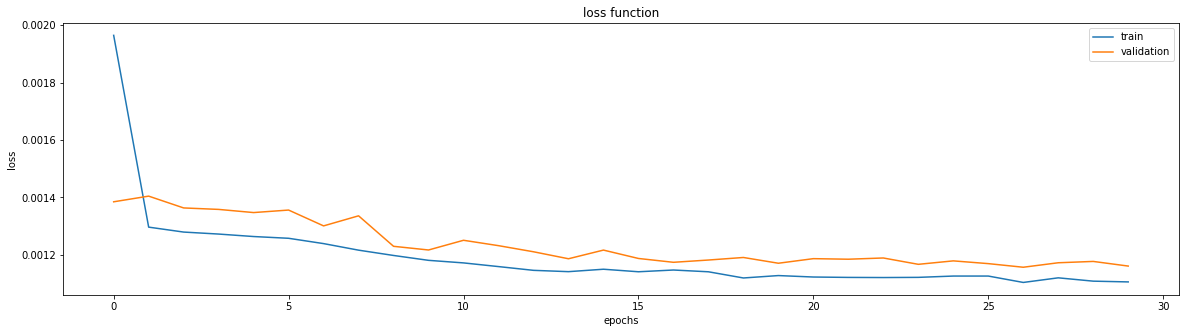 loss function
train
validation
loss
0.0020
0.0018
0.0016
0.0014
0.0012
0 5 10 15 20 25 30
epochs